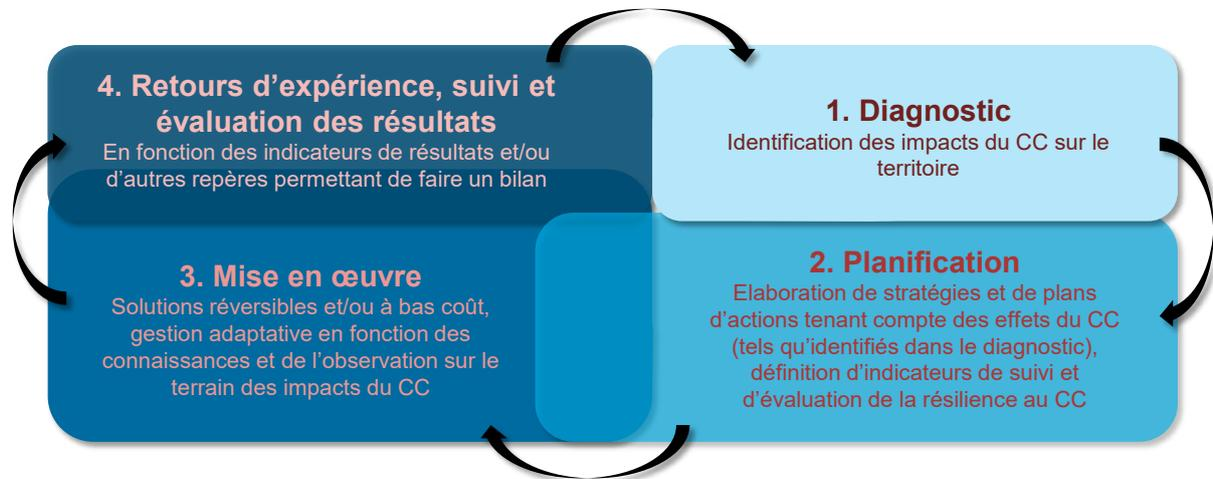 4. Retours d’expérience, suivi et
évaluation des résultats
En fonction des indicateurs de résultats et/ou
d’autres repères permettant de faire un bilan
1. Diagnostic
Identification des impacts du CC sur le
territoire
3. Mise en œuvre
Solutions réversibles et/ou à bas coût,
gestion adaptative en fonction des
connaissances et de l’observation sur le
terrain des impacts du CC
2. Planification
Elaboration de stratégies et de plans
d’actions tenant compte des effets du CC
(tels qu’identifiés dans le diagnostic),
définition d’indicateurs de suivi et
d’évaluation de la résilience au CC